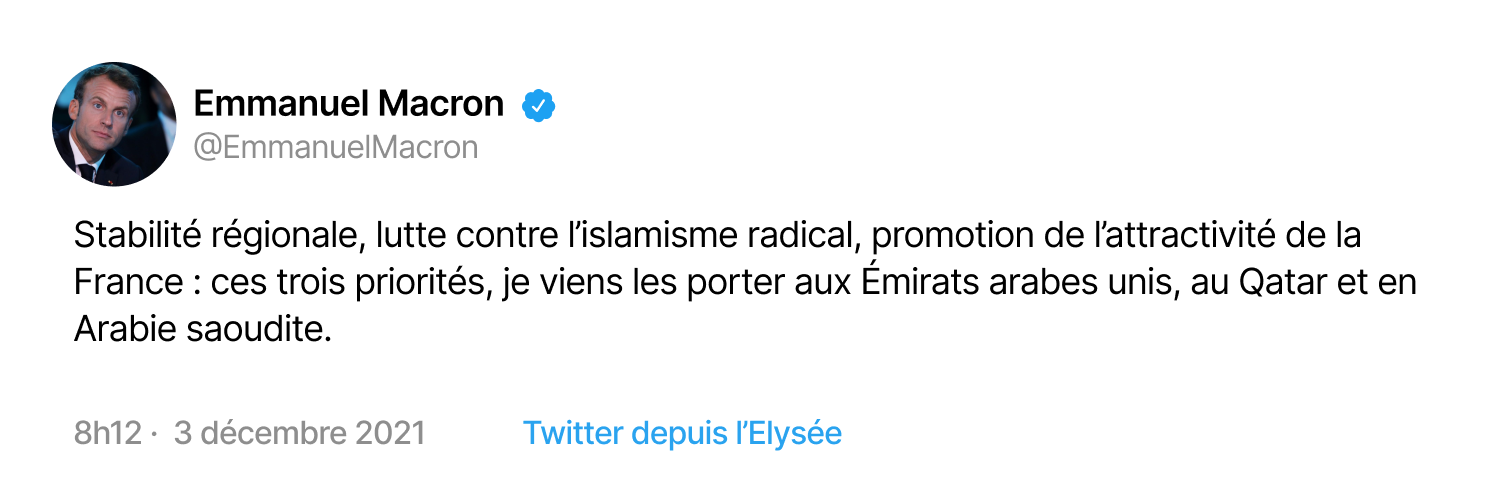 Emmanuel Macron
@EmmanuelMacron
Stabilité régionale, lutte contre l’islamisme radical, promotion de l’attractivité de la
France : ces trois priorités, je viens les porter aux Émirats arabes unis, au Qatar et en
Arabie saoudite.
8h12 · 3 décembre 2021 Twitter depuis l’Elysée